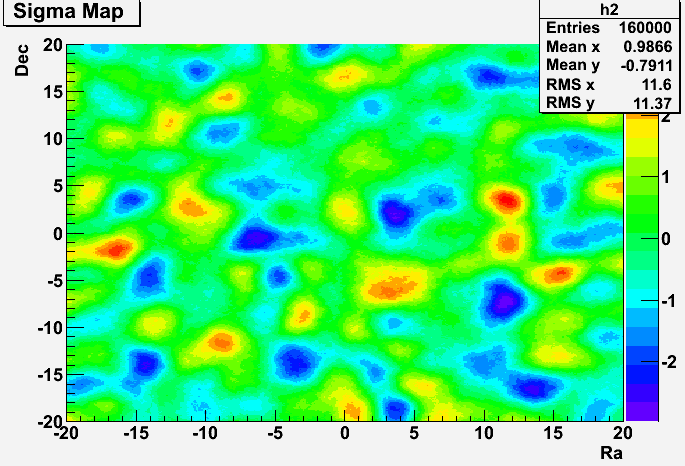 Sigma Map
h2
Entries 160000
Mean x 0.9866
Mean y -0.7911
RMS x 11.6
RMS y 11.37
Dec
20
15
10
5
0
-5
-10
-15
-20
-20 -15 -10 -5 0 5 10 15 20
Ra
2
1
0
-1
-2